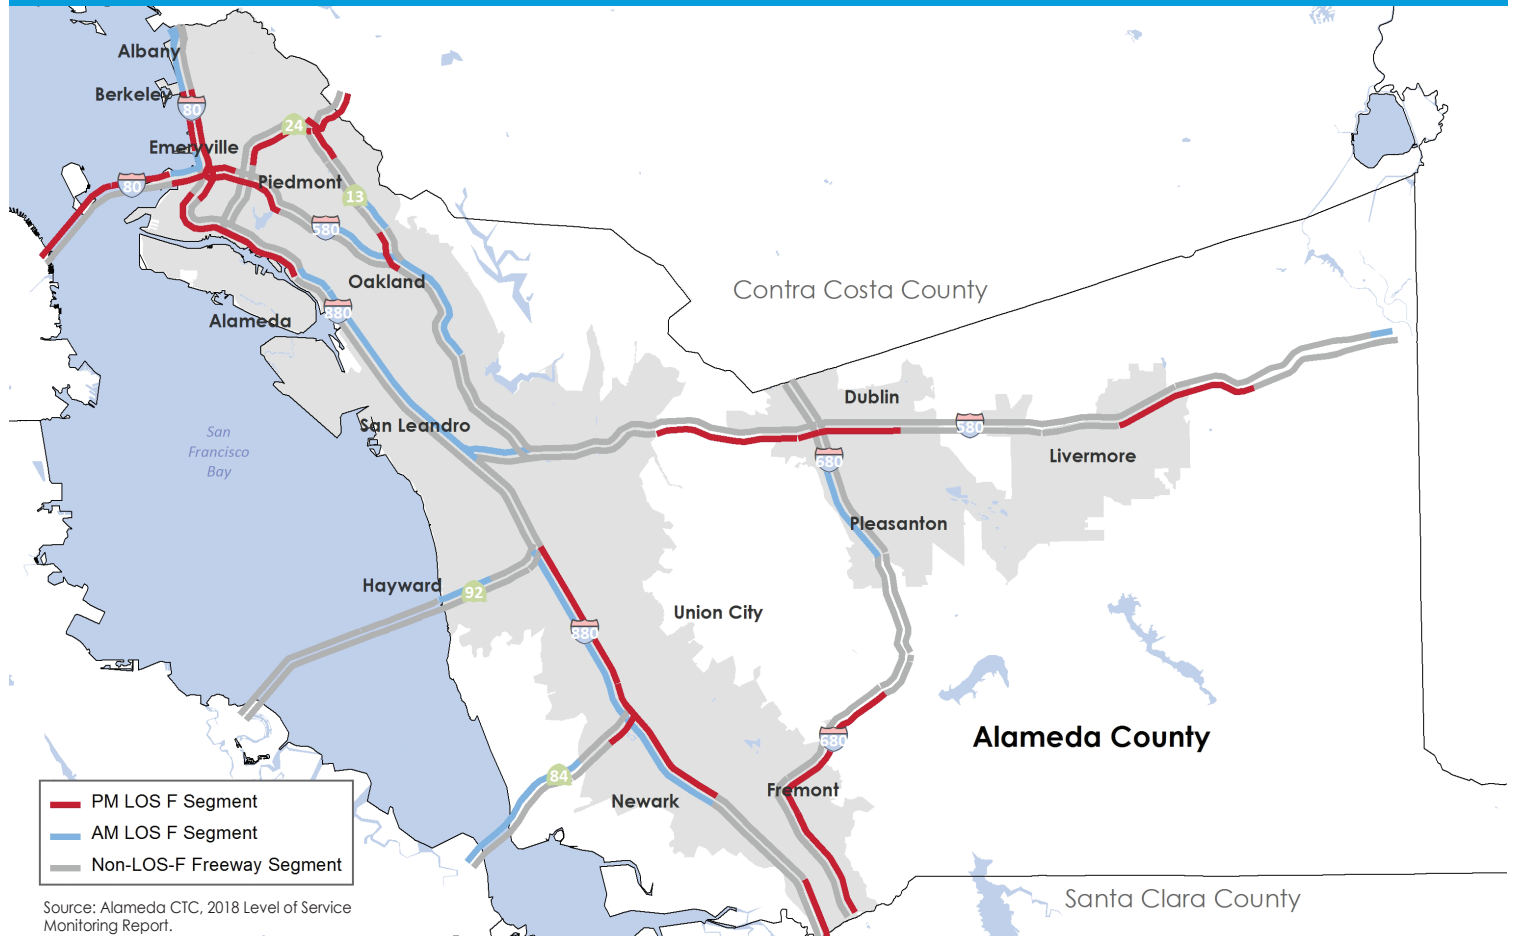 Albany
Berkeley
80
24
Emeryville
80
Piedmont
13
580
Oakland
Contra Costa County
880
Alameda
Dublin
San Leandro
580
San
Francisco
Bay
680
Livermore
Pleasanton
Hayward
92
Union City
880
Alameda County
680
84
Fremont
Newark
PM LOS F Segment
AM LOS F Segment
Non-LOS-F Freeway Segment
Santa Clara County
Source: Alameda CTC, 2018 Level of Service
Monitoring Report.